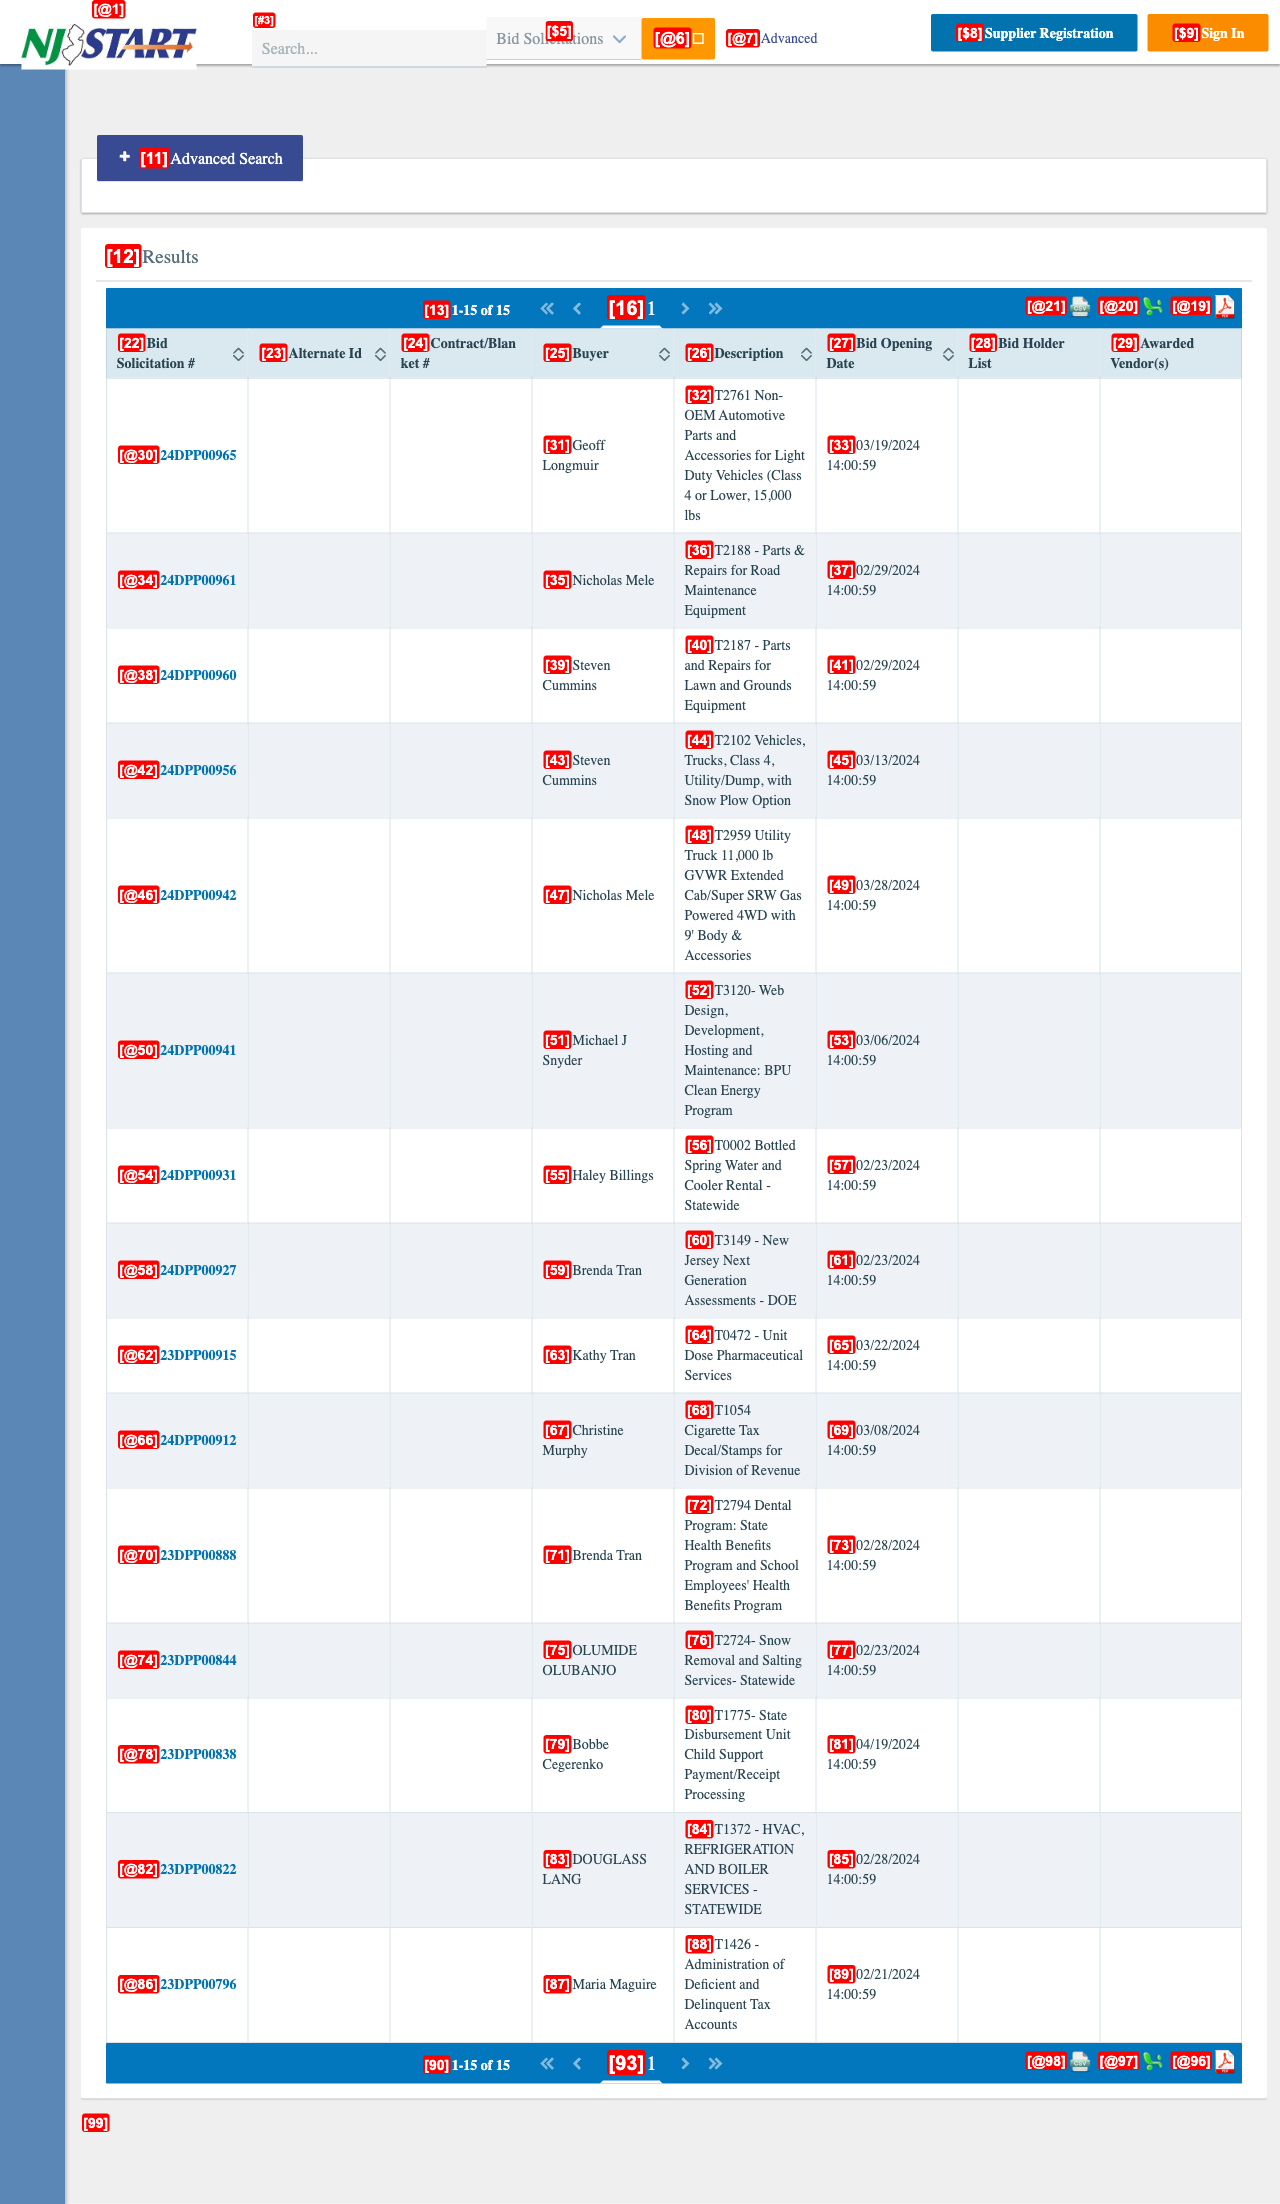 [@1]
NJ START
[#3]
Search...
[$5]
Bid Solicitations
[@6]
[@7]Advanced
[$8]Supplier Registration
[$9]Sign In
+ [11]Advanced Search
[12]Results
[13]1-15 of 15
[16]1
[@21] CSV [@20] [@19]
[22]Bid
Solicitation #
[23]Alternate Id
[24]Contract/Blan
ket #
[25]Buyer
[26]Description
[27]Bid Opening
Date
[28]Bid Holder
List
[29]Awarded
Vendor(s)
[@30]24DPP00965
[31]Geoff
Longmuir
[32]T2761 Non-
OEM Automotive
Parts and
Accessories for Light
Duty Vehicles (Class
4 or Lower, 15,000
lbs
[33]03/19/2024
14:00:59
[@34]24DPP00961
[35]Nicholas Mele
[36]T2188 - Parts &
Repairs for Road
Maintenance
Equipment
[37]02/29/2024
14:00:59
[@38]24DPP00960
[39]Steven
Cummins
[40]T2187 - Parts
and Repairs for
Lawn and Grounds
Equipment
[41]02/29/2024
14:00:59
[@42]24DPP00956
[43]Steven
Cummins
[44]T2102 Vehicles,
Trucks, Class 4,
Utility/Dump, with
Snow Plow Option
[45]03/13/2024
14:00:59
[@46]24DPP00942
[47]Nicholas Mele
[48]T2959 Utility
Truck 11,000 lb
GVWR Extended
Cab/Super SRW Gas
Powered 4WD with
9' Body &
Accessories
[49]03/28/2024
14:00:59
[@50]24DPP00941
[51]Michael J
Snyder
[52]T3120- Web
Design,
Development,
Hosting and
Maintenance: BPU
Clean Energy
Program
[53]03/06/2024
14:00:59
[@54]24DPP00931
[55]Haley Billings
[56]T0002 Bottled
Spring Water and
Cooler Rental -
Statewide
[57]02/23/2024
14:00:59
[@58]24DPP00927
[59]Brenda Tran
[60]T3149 - New
Jersey Next
Generation
Assessments - DOE
[61]02/23/2024
14:00:59
[@62]23DPP00915
[63]Kathy Tran
[64]T0472 - Unit
Dose Pharmaceutical
Services
[65]03/22/2024
14:00:59
[@66]24DPP00912
[67]Christine
Murphy
[68]T1054
Cigarette Tax
Decal/Stamps for
Division of Revenue
[69]03/08/2024
14:00:59
[@70]23DPP00888
[71]Brenda Tran
[72]T2794 Dental
Program: State
Health Benefits
Program and School
Employees' Health
Benefits Program
[73]02/28/2024
14:00:59
[@74]23DPP00844
[75]OLUMIDE
OLUBANJO
[76]T2724- Snow
Removal and Salting
Services- Statewide
[77]02/23/2024
14:00:59
[@78]23DPP00838
[79]Bobbe
Cegerenko
[80]T1775- State
Disbursement Unit
Child Support
Payment/Receipt
Processing
[81]04/19/2024
14:00:59
[@82]23DPP00822
[83]DOUGLASS
LANG
[84]T1372 - HVAC,
REFRIGERATION
AND BOILER
SERVICES -
STATEWIDE
[85]02/28/2024
14:00:59
[@86]23DPP00796
[87]Maria Maguire
[88]T1426 -
Administration of
Deficient and
Delinquent Tax
Accounts
[89]02/21/2024
14:00:59
[90]1-15 of 15
[93]1
[@98] CSV [@97] [@96]
[99]